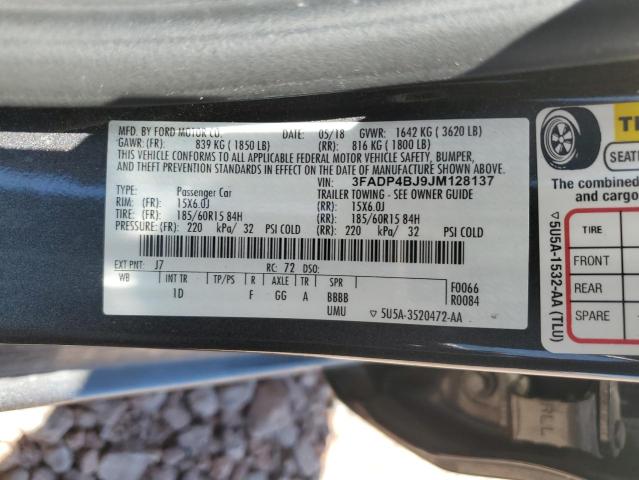 MFD. BY FORD MOTOR CO. DATE: 05/18 GVWR: 1642 KG ( 3620 LB)
GAWR: (FR): 839 KG ( 1850 LB) (RR): 816 KG ( 1800 LB)
THIS VEHICLE CONFORMS TO ALL APPLICABLE FEDERAL MOTOR VEHICLE SAFETY, BUMPER,
AND THEFT PREVENTION STANDARDS IN EFFECT ON THE DATE OF MANUFACTURE SHOWN ABOVE.
VIN: 3FADP4BJ9JM128137
TYPE: Passenger Car TRAILER TOWING - SEE OWNER GUIDE
RIM: (FR): 15X6.0J (RR): 15X6.0J
TIRE: (FR): 185/60R15 84H (RR): 185/60R15 84H
PRESSURE: (FR): 220 kPa/ 32 PSI COLD (RR): 220 kPa/ 32 PSI COLD
EXT PNT: J7 RC: 72 DSO:
WB INT TR TP/PS R AXLE TR SPR F0066
1D F GG A BBBB R0084
UMU ▽ 5U5A-3520472-AA
SEAT
The combined
and cargo
TIRE
FRONT
REAR
SPARE
▽ 5U5A-1532-AA (TLU)